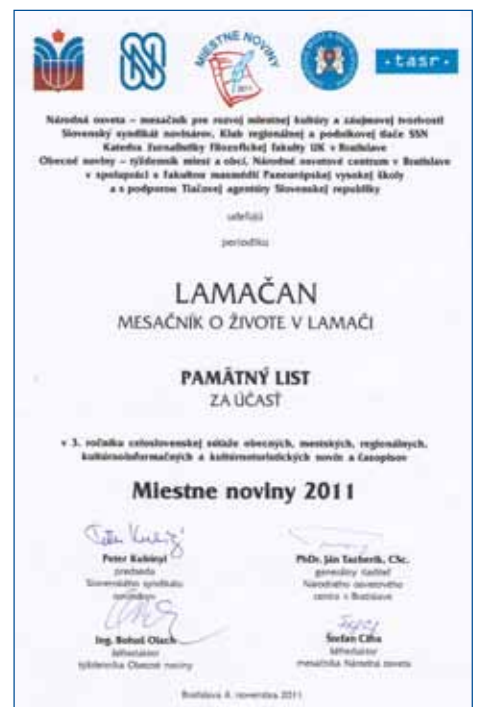 MIESTNE NOVINY
2011
·tasr·
Národná osveta – mesačník pre rozvoj miestnej kultúry a záujmovej tvorivosti
Slovenský syndikát novinárov, Klub regionálnej a podnikovej tlače SSN
Katedra žurnalistiky Filozofickej fakulty UK v Bratislave
Obecné noviny – týždenník miest a obcí, Národné osvetové centrum v Bratislave
v spolupráci s Fakultou masmédií Paneurópskej vysokej školy
a s podporou Tlačovej agentúry Slovenskej republiky
udeľujú
periodiku
LAMAČAN
MESAČNÍK O ŽIVOTE V LAMAČI
PAMÄTNÝ LIST
ZA ÚČASŤ
v 3. ročníku celoslovenskej súťaže obecných, mestských, regionálnych,
kultúrnoinformačných a kultúrnoturistických novín a časopisov
Miestne noviny 2011
Peter Kubínyi
predseda
Slovenského syndikátu
novinárov
PhDr. Ján Tazberík, CSc.
generálny riaditeľ
Národného osvetového
centra v Bratislave
Ing. Bohuš Olach
šéfredaktor
týždenníka Obecné noviny
Štefan Cifra
šéfredaktor
mesačníka Národná osveta
Bratislava 4. novembra 2011